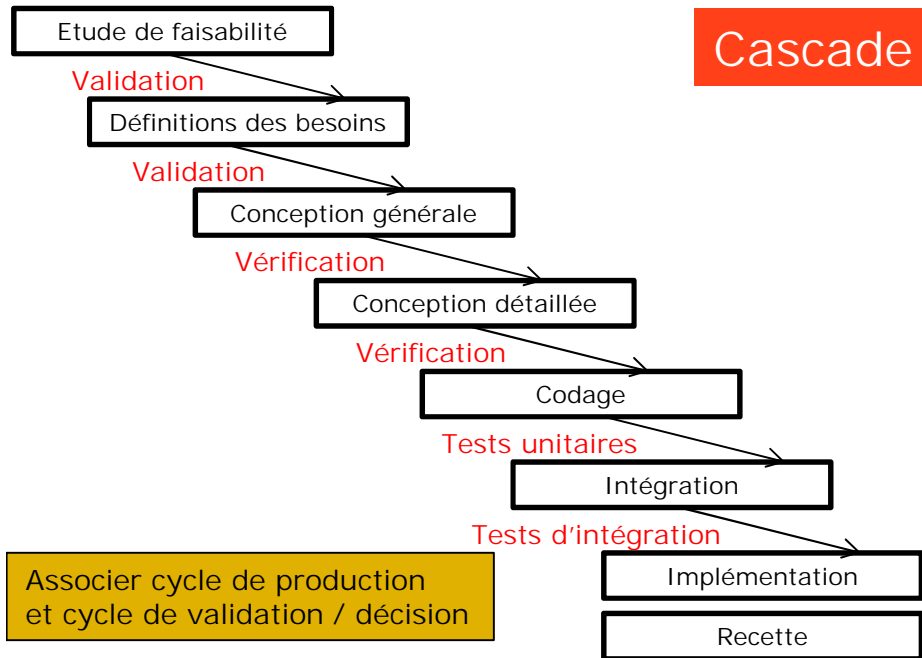 Etude de faisabilité
Cascade
Validation
Définitions des besoins
Validation
Conception générale
Vérification
Conception détaillée
Vérification
Codage
Tests unitaires
Intégration
Tests d'intégration
Implémentation
Associer cycle de production
et cycle de validation / décision
Recette